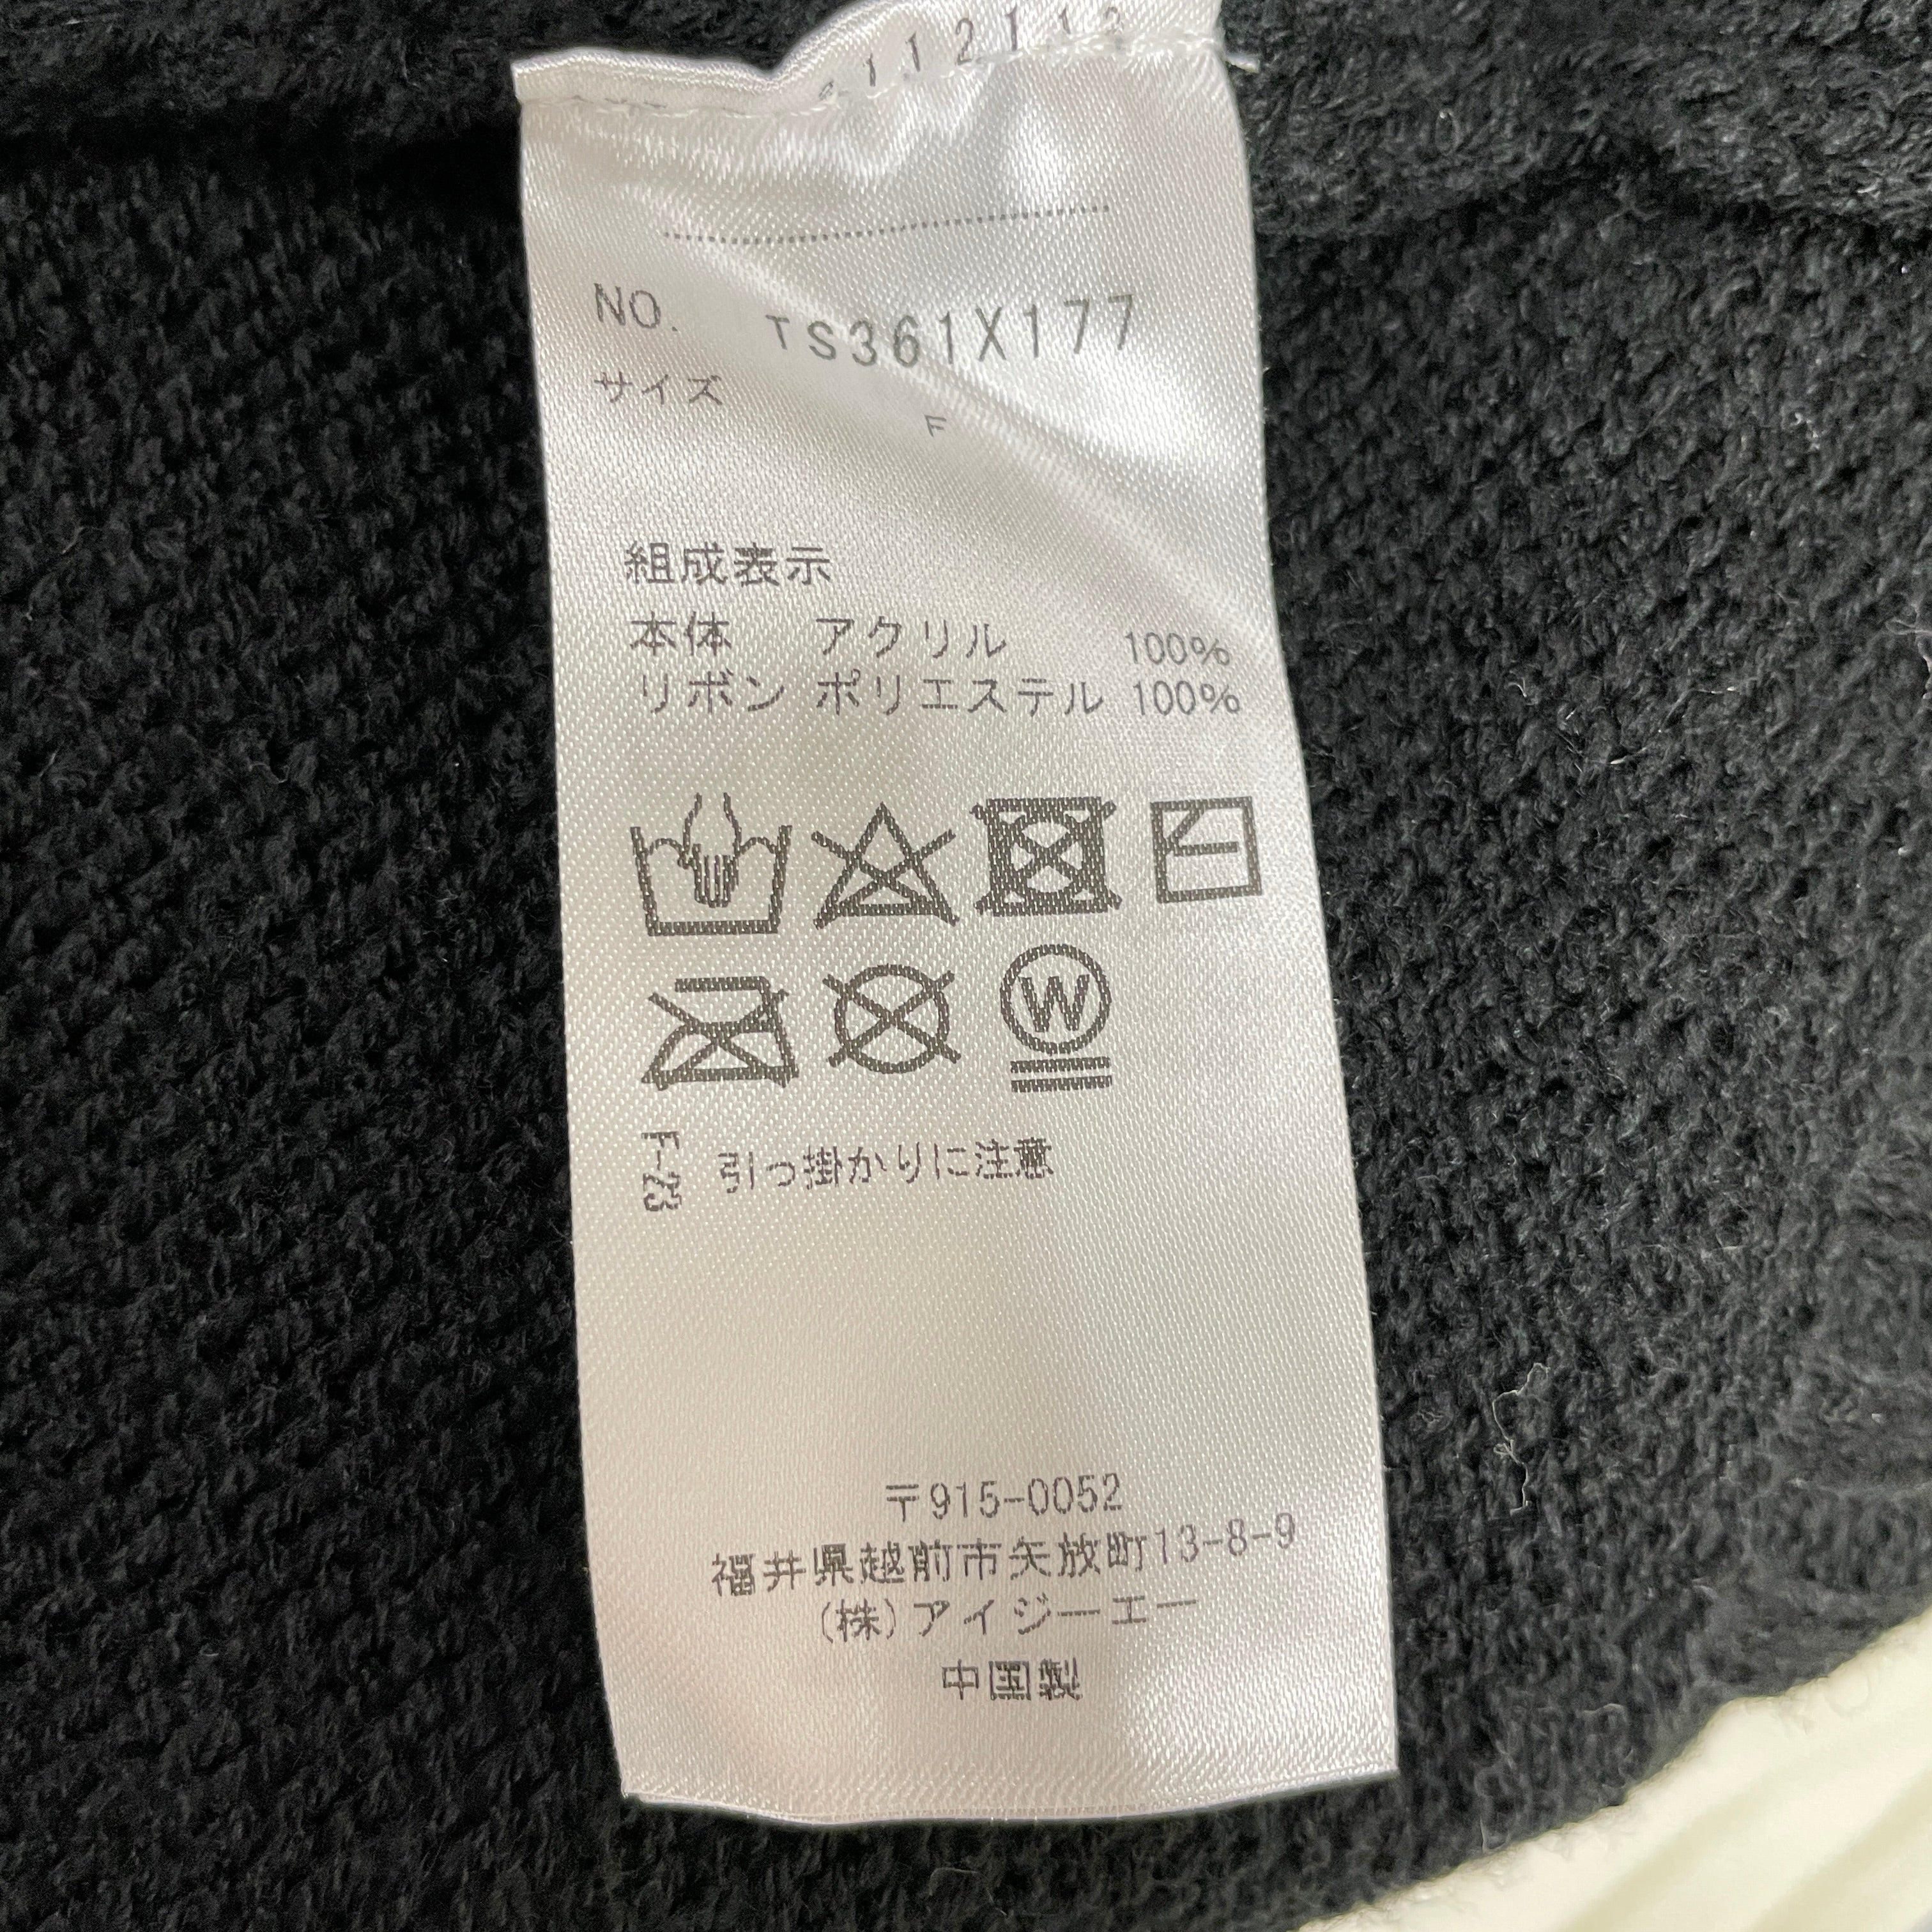 NO. TS361X177
サイズ
F
組成表示
本体 アクリル 100%
リボン ポリエステル 100%
W
F-23 引っ掛かりに注意
〒915-0052
福井県越前市矢放町13-8-9
(株)アイジーエー
中国製